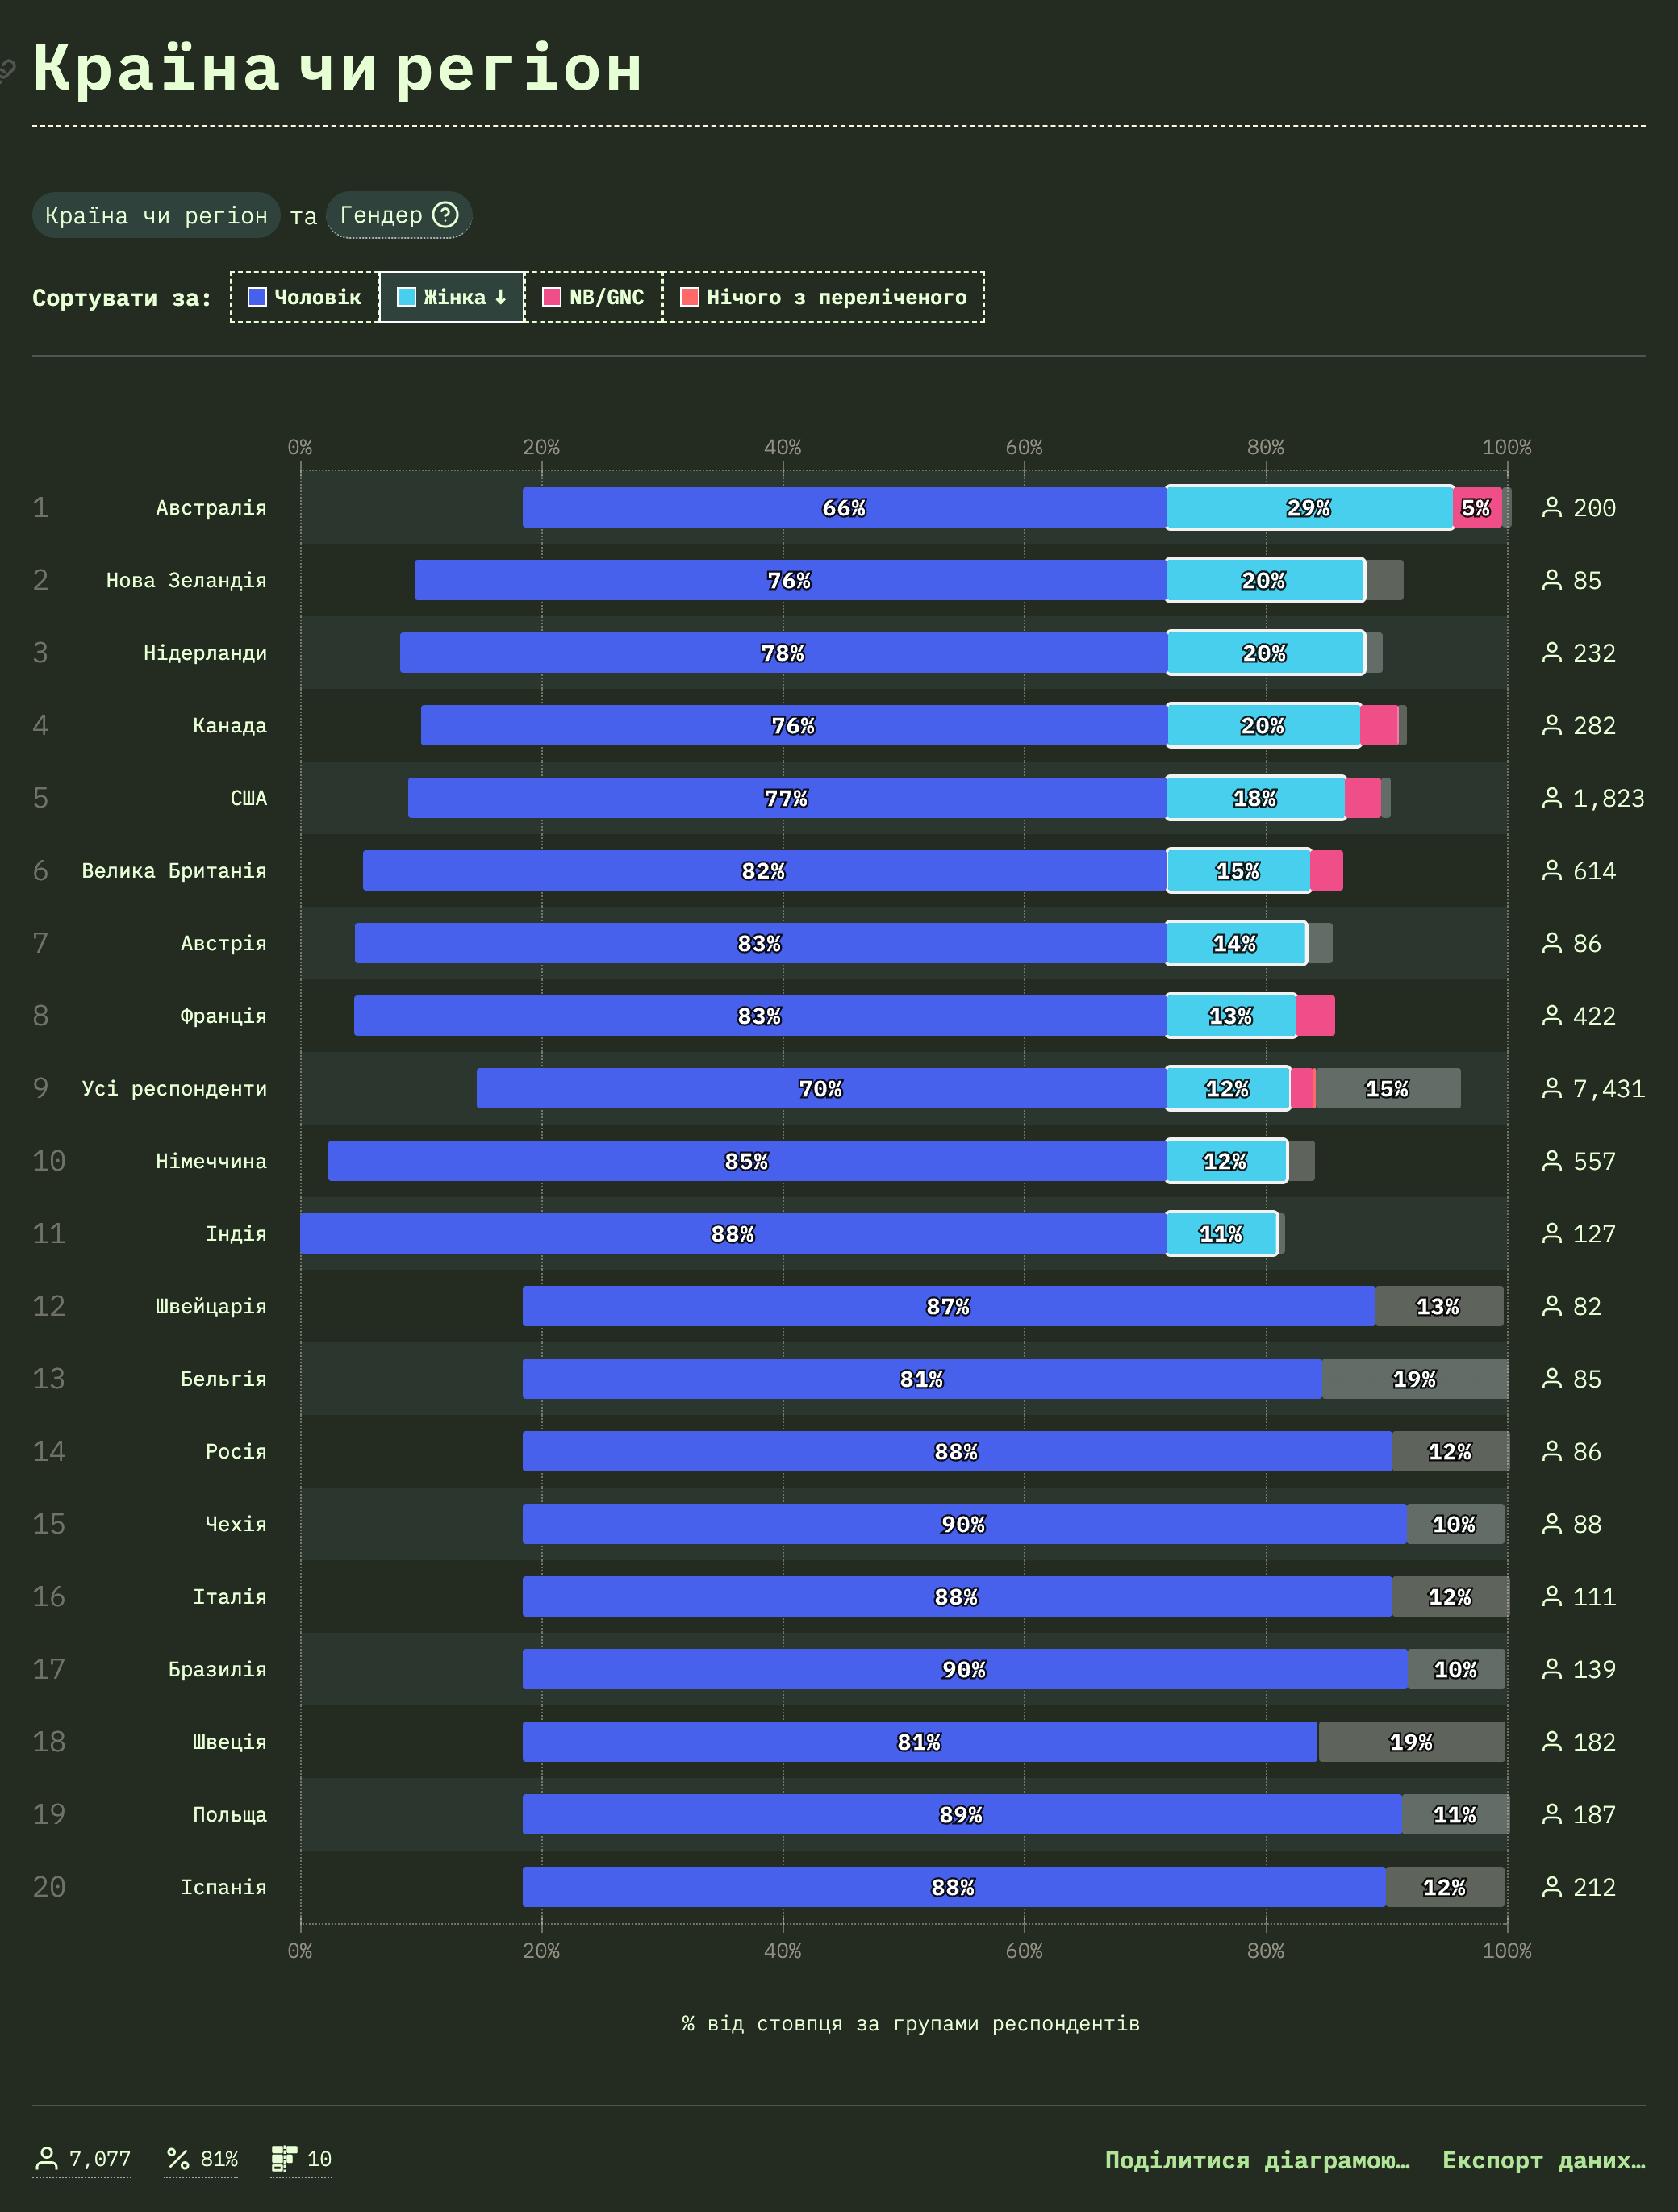 Країна чи регіон
Країна чи регіон та Гендер ?
Сортувати за: Чоловік Жінка ↓ NB/GNC Нічого з переліченого
0% 20% 40% 60% 80% 100%
1 Австралія 66% 29% 5% 200
2 Нова Зеландія 76% 20% 85
3 Нідерланди 78% 20% 232
4 Канада 76% 20% 282
5 США 77% 18% 1,823
6 Велика Британія 82% 15% 614
7 Австрія 83% 14% 86
8 Франція 83% 13% 422
9 Усі респонденти 70% 12% 15% 7,431
10 Німеччина 85% 12% 557
11 Індія 88% 11% 127
12 Швейцарія 87% 13% 82
13 Бельгія 81% 19% 85
14 Росія 88% 12% 86
15 Чехія 90% 10% 88
16 Італія 88% 12% 111
17 Бразилія 90% 10% 139
18 Швеція 81% 19% 182
19 Польща 89% 11% 187
20 Іспанія 88% 12% 212
0% 20% 40% 60% 80% 100%
% від стовпця за групами респондентів
7,077 81% 10 Поділитися діаграмою… Експорт даних…